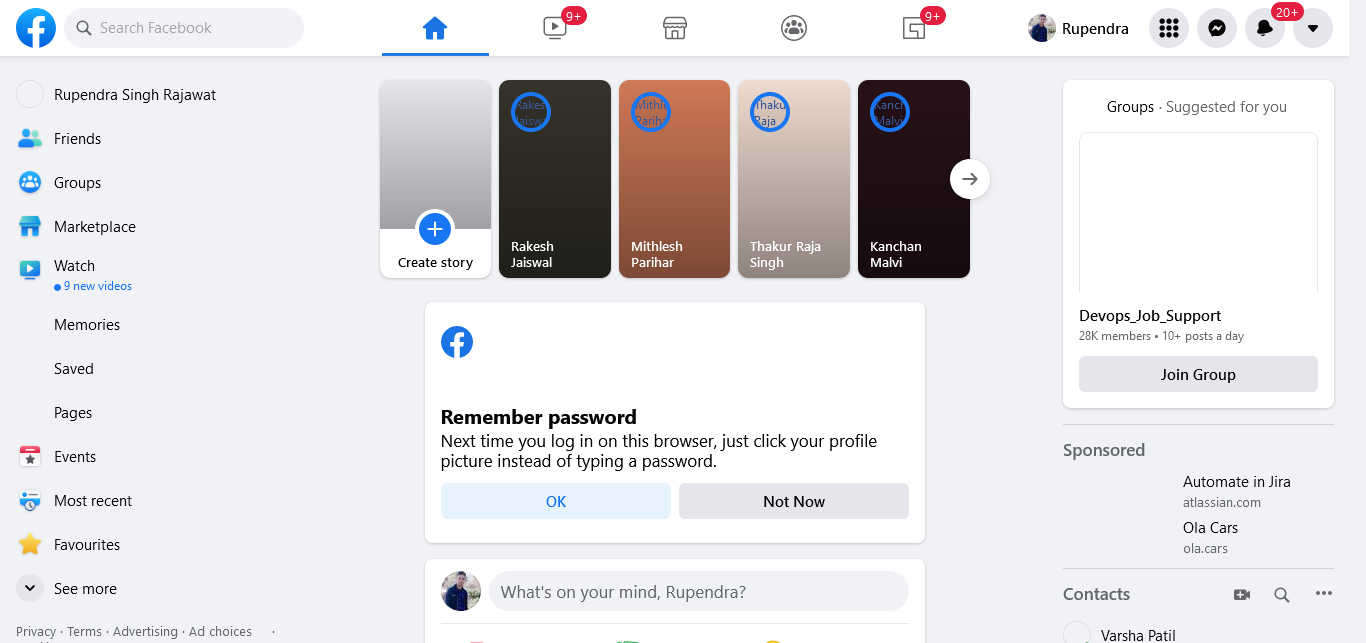 Search Facebook
9+
9+
Rupendra
20+
Rupendra Singh Rajawat
Friends
Groups
Marketplace
Watch
9 new videos
Memories
Saved
Pages
Events
Most recent
Favourites
See more
Privacy · Terms · Advertising · Ad choices ·
Create story
Rakesh
Jaiswal
Mithlesh
Parihar
Thakur Raja
Singh
Kanchan
Malvi
Remember password
Next time you log in on this browser, just click your profile
picture instead of typing a password.
OK
Not Now
What's on your mind, Rupendra?
Groups · Suggested for you
Devops_Job_Support
28K members • 10+ posts a day
Join Group
Sponsored
Automate in Jira
atlassian.com
Ola Cars
ola.cars
Contacts
Varsha Patil